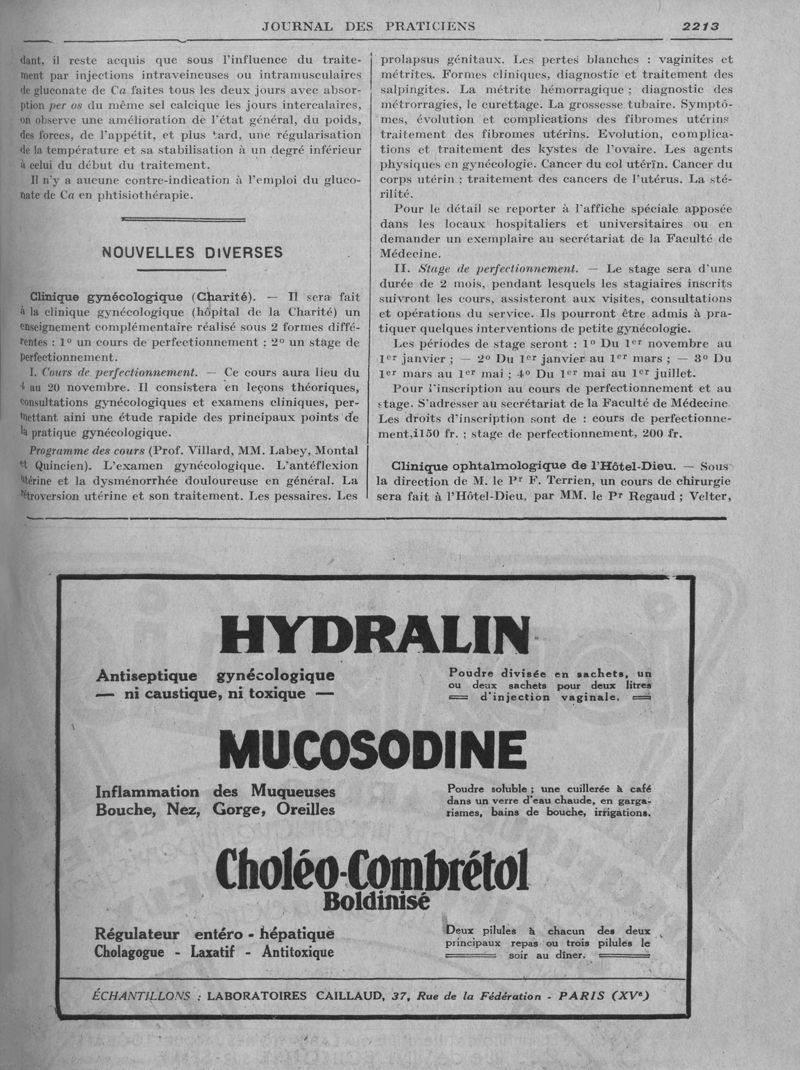 JOURNAL DES PRATICIENS 2213
dant, il reste acquis que sous l'influence du traite-
ment par injections intraveineuses ou intramusculaires
de gluconate de Ca faites tous les deux jours avec absor-
ption per os du même sel calcique les jours intercalaires,
on observe une amélioration de l'état général, du poids,
des forces, de l'appétit, et plus tard, une régularisation
de la température et sa stabilisation à un degré inférieur
à celui du début du traitement.
Il n'y a aucune contre-indication à l'emploi du gluco-
nate de Ca en phtisiothérapie.
NOUVELLES DIVERSES
Clinique gynécologique (Charité). — Il sera fait
à la clinique gynécologique (hôpital de la Charité) un
enseignement complémentaire réalisé sous 2 formes diffé-
rentes : 1º un cours de perfectionnement ; 2º un stage de
perfectionnement.
I. Cours de perfectionnement. — Ce cours aura lieu du
4 au 20 novembre. Il consistera en leçons théoriques,
consultations gynécologiques et examens cliniques, per-
mettant aini une étude rapide des principaux points de
la pratique gynécologique.
Programme des cours (Prof. Villard, MM. Labey, Montal
et Quincien). L'examen gynécologique. L'antéflexion
utérine et la dysménorrhée douloureuse en général. La
rétroversion utérine et son traitement. Les pessaires. Les
prolapsus génitaux. Les pertes blanches : vaginites et
métrites. Formes cliniques, diagnostic et traitement des
salpingites. La métrite hémorragique ; diagnostic des
métrorragies, le curettage. La grossesse tubaire. Symptô-
mes, évolution et complications des fibromes utérins
traitement des fibromes utérins. Evolution, complica-
tions et traitement des kystes de l'ovaire. Les agents
physiques en gynécologie. Cancer du col utérin. Cancer du
corps utérin ; traitement des cancers de l'utérus. La sté-
rilité.
Pour le détail se reporter à l'affiche spéciale apposée
dans les locaux hospitaliers et universitaires ou en
demander un exemplaire au secrétariat de la Faculté de
Médecine.
II. Stage de perfectionnement. — Le stage sera d'une
durée de 2 mois, pendant lesquels les stagiaires inscrits
suivront les cours, assisteront aux visites, consultations
et opérations du service. Ils pourront être admis à pra-
tiquer quelques interventions de petite gynécologie.
Les périodes de stage seront : 1º Du 1er novembre au
1er janvier ; — 2º Du 1er janvier au 1er mars ; — 3º Du
1er mars au 1er mai ; 4º Du 1er mai au 1er juillet.
Pour l'inscription au cours de perfectionnement et au
stage. S'adresser au secrétariat de la Faculté de Médecine
Les droits d'inscription sont de : cours de perfectionne-
ment,i150 fr. ; stage de perfectionnement, 200 fr.
Clinique ophtalmologique de l'Hôtel-Dieu. — Sous
la direction de M. le Pr F. Terrien, un cours de chirurgie
sera fait à l'Hôtel-Dieu, par MM. le Pr Regaud ; Velter,
HYDRALIN
Antiseptique gynécologique
— ni caustique, ni toxique —
Poudre divisée en sachets, un
ou deux sachets pour deux litres
d'injection vaginale.
MUCOSODINE
Inflammation des Muqueuses
Bouche, Nez, Gorge, Oreilles
Poudre soluble ; une cuillerée à café
dans un verre d'eau chaude, en garga-
rismes, bains de bouche, irrigations.
Choléo-Combrétol
Boldinisé
Régulateur entéro - hépatique
Cholagogue - Laxatif - Antitoxique
Deux pilules à chacun des deux
principaux repas ou trois pilules le
soir au dîner.
ÉCHANTILLONS : LABORATOIRES CAILLAUD, 37, Rue de la Fédération - PARIS (XVe)